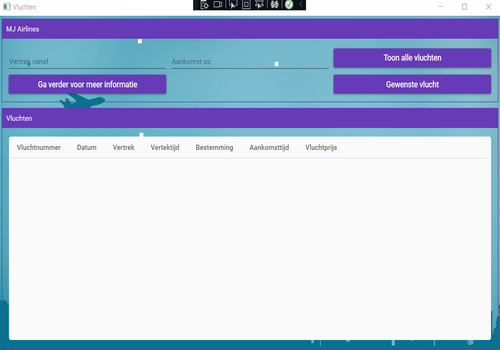 Vluchten
MJ Airlines
Vertrek vanaf
Aankomst op
Toon alle vluchten
Ga verder voor meer informatie
Gewenste vlucht
Vluchten
Vluchtnummer Datum Vertrek Vertektijd Bestemming Aankomsttijd Vluchtprijs